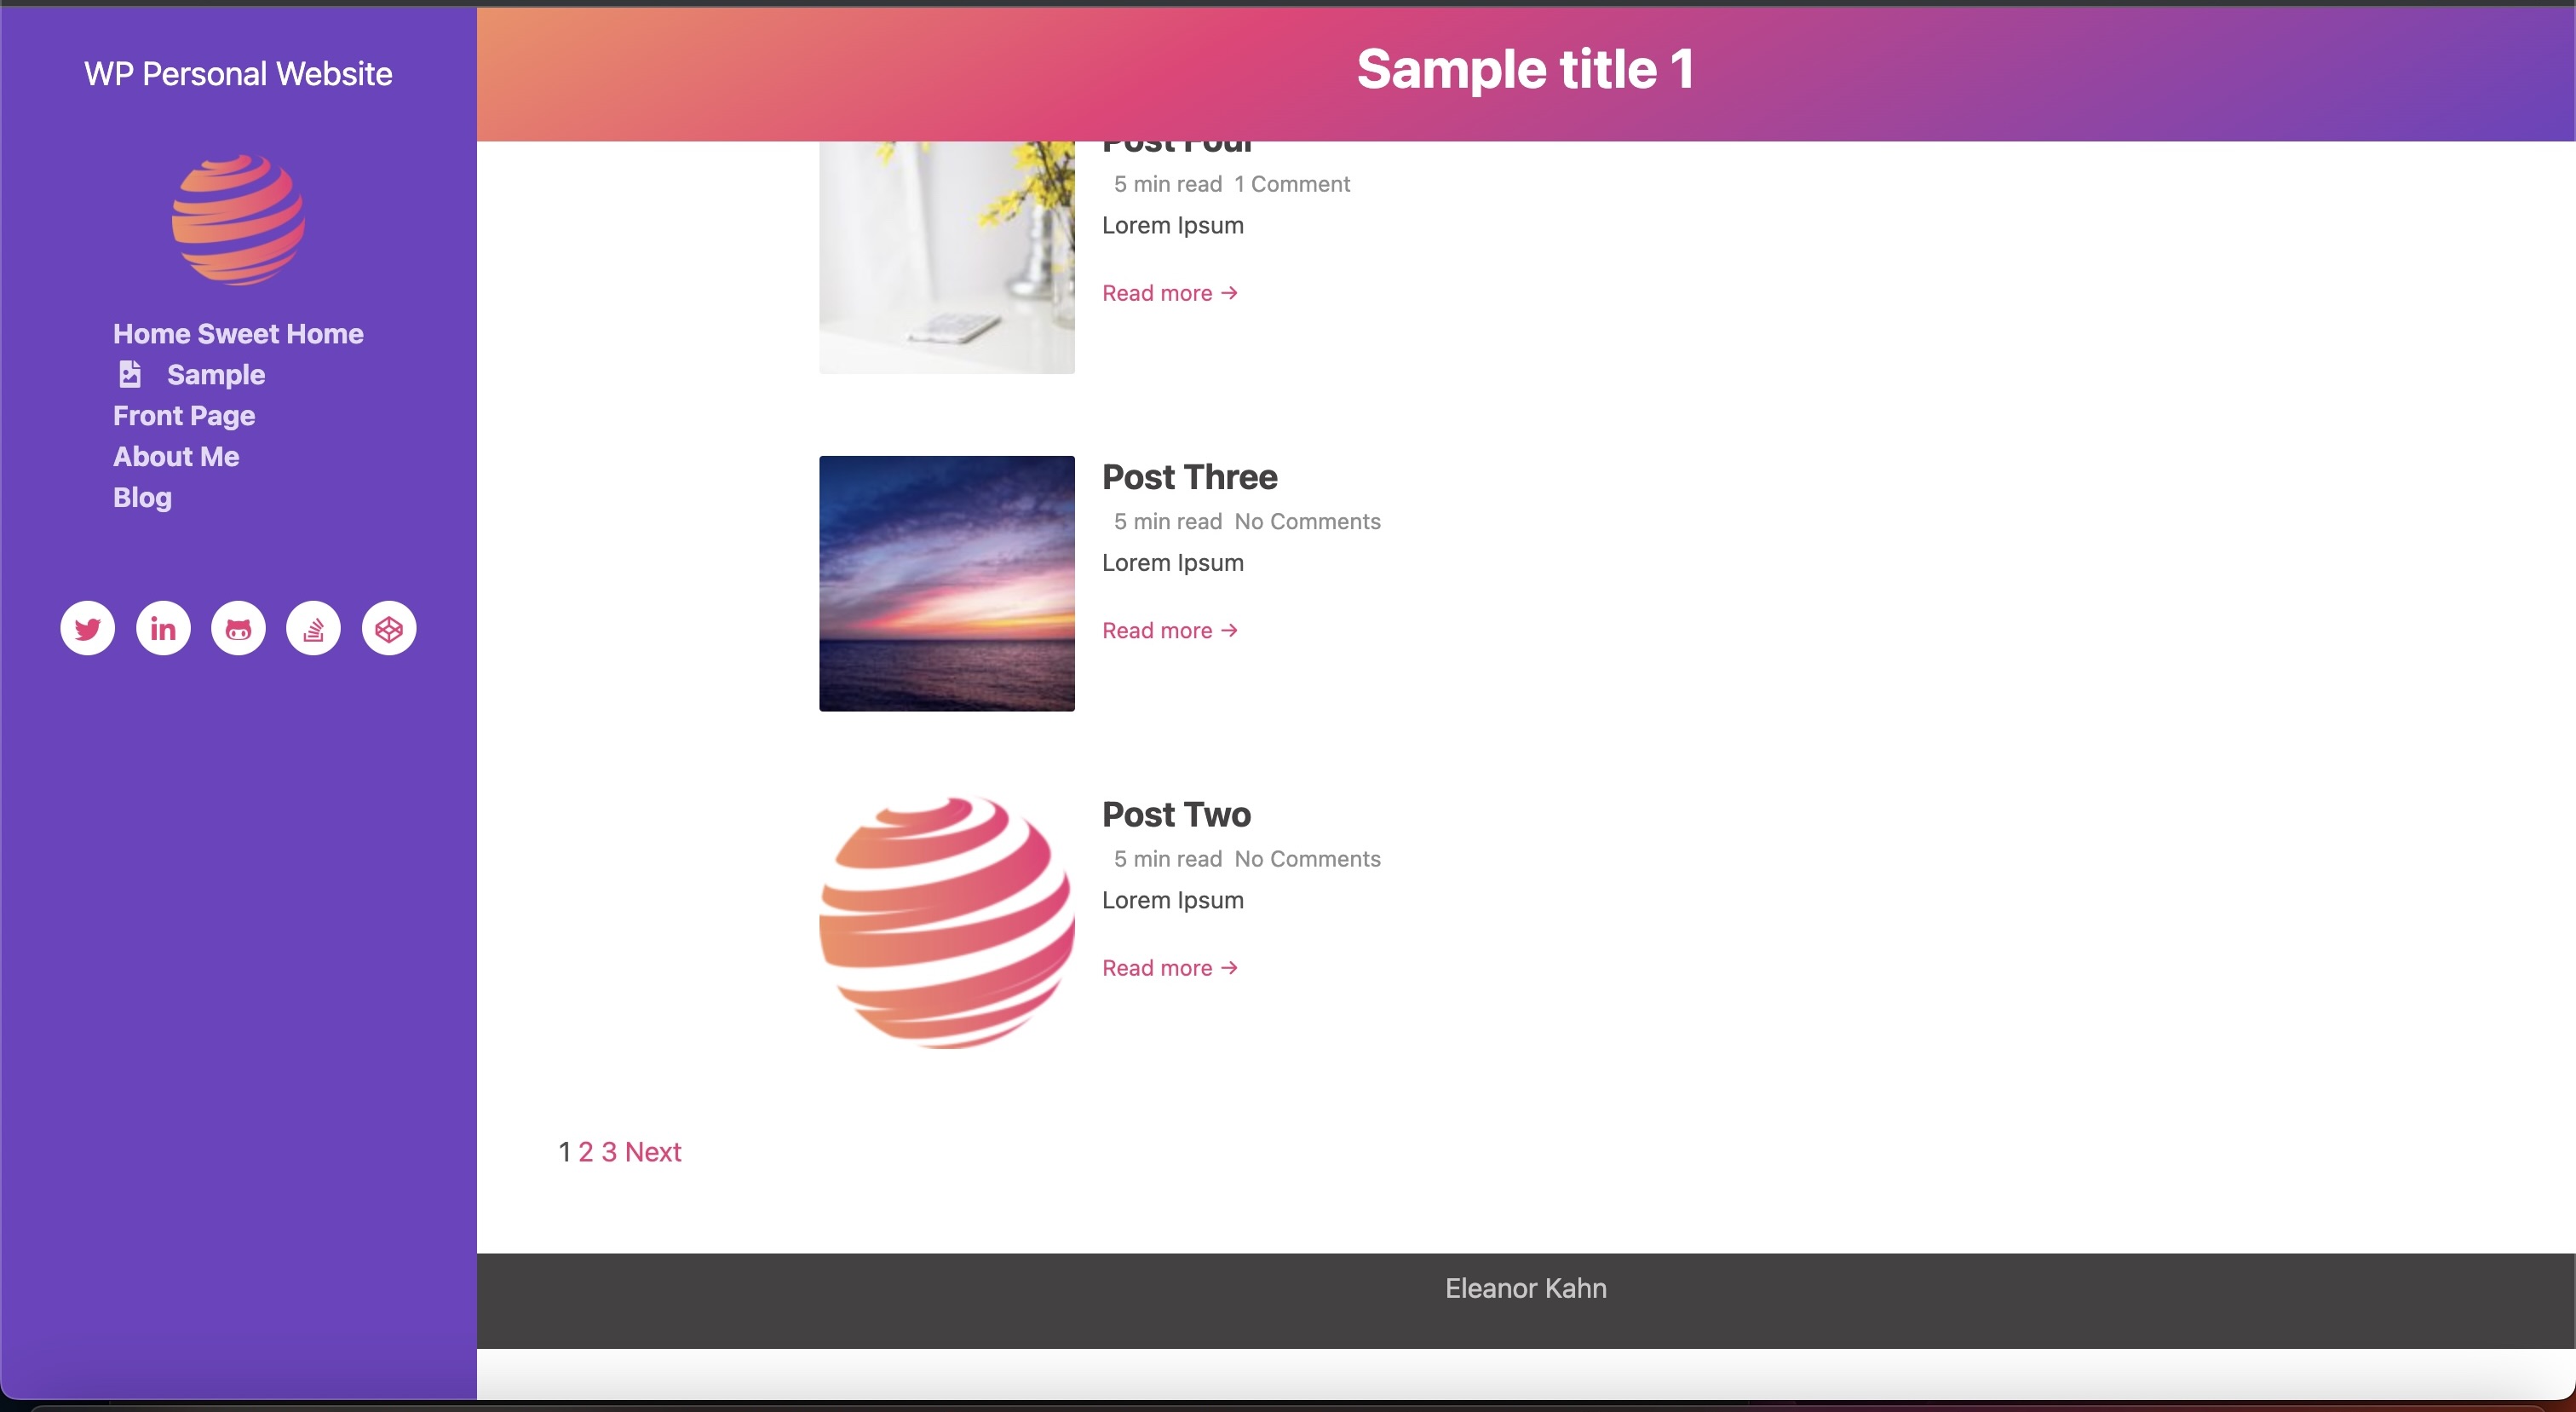 WP Personal Website
Home Sweet Home
Sample
Front Page
About Me
Blog
Sample title 1
Post Four
5 min read 1 Comment
Lorem Ipsum
Read more →
Post Three
5 min read No Comments
Lorem Ipsum
Read more →
Post Two
5 min read No Comments
Lorem Ipsum
Read more →
1 2 3 Next
Eleanor Kahn